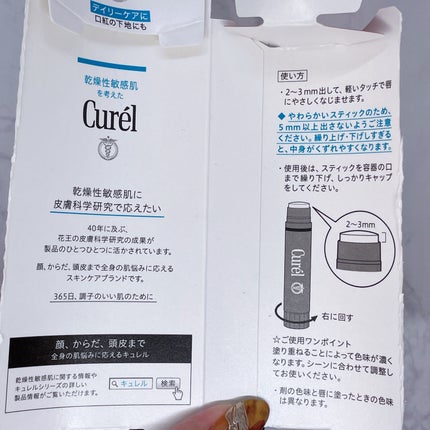 デイリーケアに
口紅の下地にも
乾燥性敏感肌
を考えた
Curél
乾燥性敏感肌に
皮膚科学研究で応えたい
40年に及ぶ、
花王の皮膚科学研究の成果が
製品のひとつひとつに活かされています。
顔、からだ、頭皮まで全身の肌悩みに応える
スキンケアブランドです。
365日、調子のいい肌のために
顔、からだ、頭皮まで
全身の肌悩みに応えるキュレル
乾燥性敏感肌に関する情報や
キュレルシリーズの詳しい
製品情報がご覧いただけます。
キュレル 検索
使い方
・2~3mm出して、軽いタッチで唇
にやさしくなじませます。
◆やわらかいスティックのため、
5mm以上出さないようご注意
ください。繰り上げ・下げしすぎる
と、中身がくずれやすくなります。
・使用後は、スティックを容器の口
まで繰り下げ、しっかりキャップ
をしてください。
2~3mm
Curél
右に回す
☆ご使用ワンポイント
塗り重ねることによって色味が濃く
なります。シーンに合わせて調整し
てお使いください。
・剤の色味と唇に塗ったときの色味
は異なります。